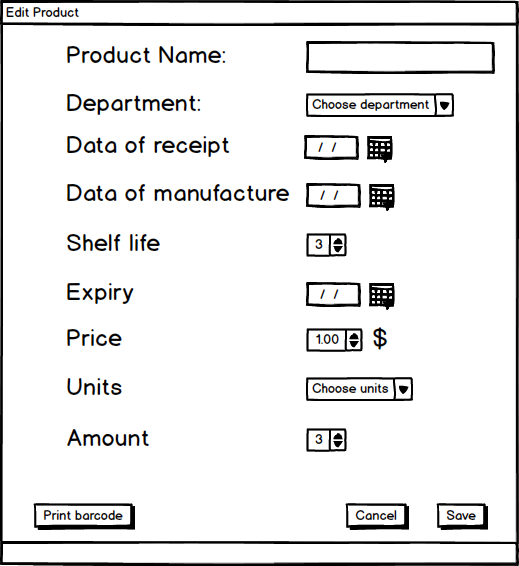 Edit Product
Product Name:
Department: Choose department
Data of receipt / /
Data of manufacture / /
Shelf life 3
Expiry / /
Price 1.00 $
Units Choose units
Amount 3
Print barcode Cancel Save